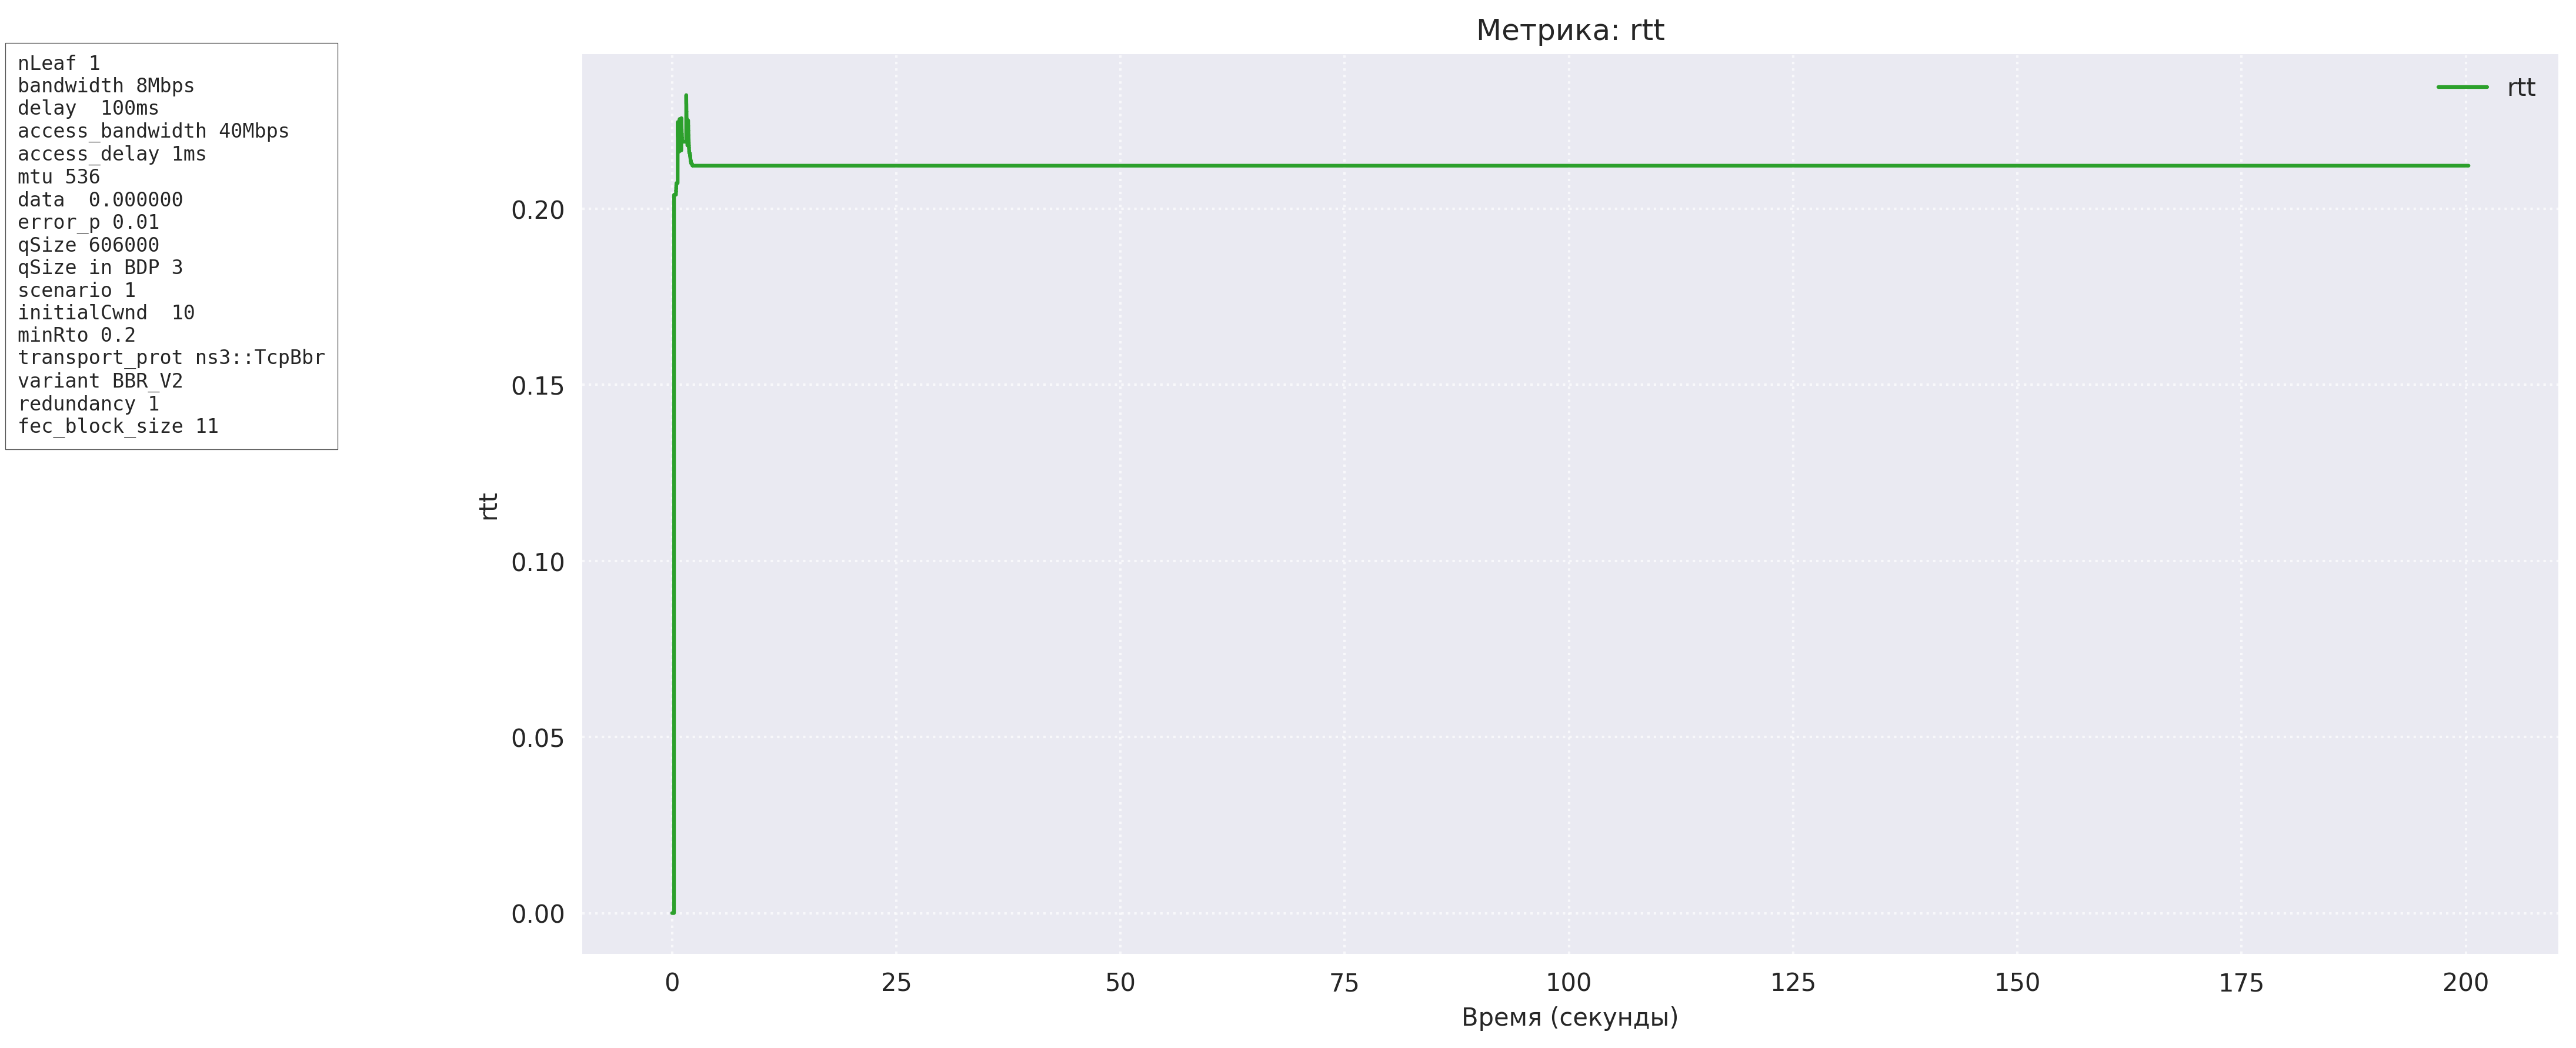 Метрика: rtt
nLeaf 1
bandwidth 8Mbps
delay  100ms
access_bandwidth 40Mbps
access_delay 1ms
mtu 536
data  0.000000
error_p 0.01
qSize 606000
qSize in BDP 3
scenario 1
initialCwnd  10
minRto 0.2
transport_prot ns3::TcpBbr
variant BBR_V2
redundancy 1
fec_block_size 11
rtt
rtt
0.20
0.15
0.10
0.05
0.00
0 25 50 75 100 125 150 175 200
Время (секунды)